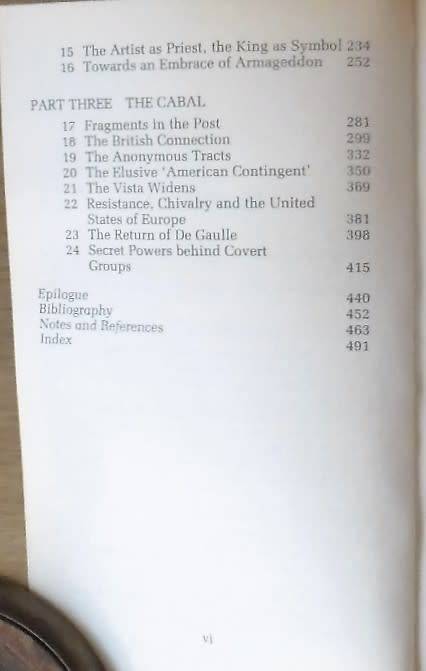 15 The Artist as Priest, the King as Symbol 234
16 Towards an Embrace of Armageddon 252
PART THREE THE CABAL
17 Fragments in the Post 281
18 The British Connection 299
19 The Anonymous Tracts 332
20 The Elusive ‘American Contingent’ 350
21 The Vista Widens 369
22 Resistance, Chivalry and the United
States of Europe 381
23 The Return of De Gaulle 398
24 Secret Powers behind Covert
Groups 415
Epilogue 440
Bibliography 452
Notes and References 463
Index 491
vi